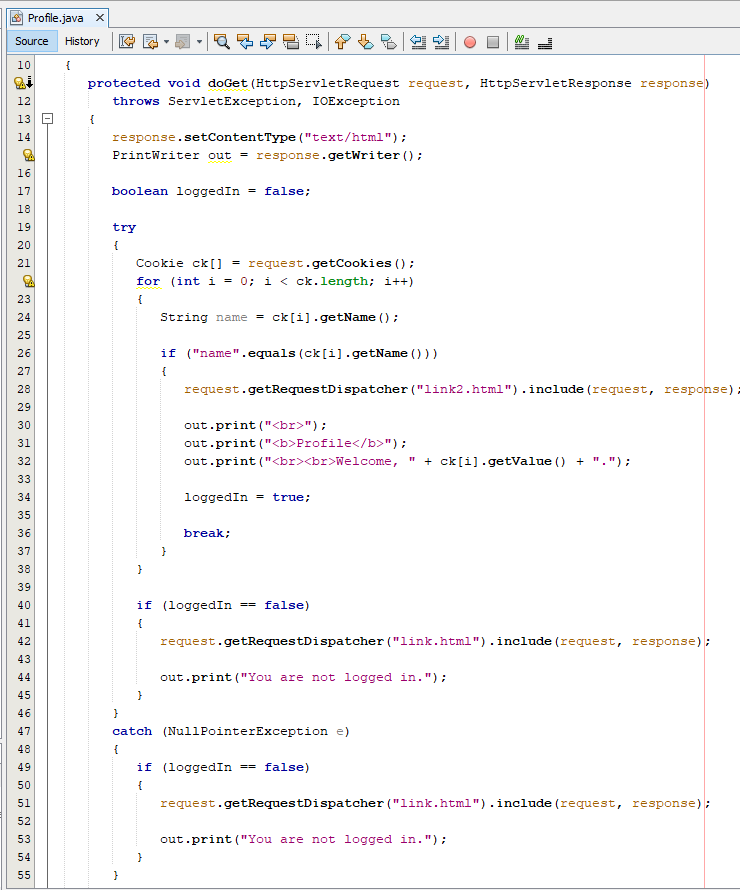 Profile.java
Source History
10 {
protected void doGet(HttpServletRequest request, HttpServletResponse response)
12 throws ServletException, IOException
13 {
14 response.setContentType("text/html");
PrintWriter out = response.getWriter();
16
17 boolean loggedIn = false;
18
19 try
20 {
21 Cookie ck[] = request.getCookies();
for (int i = 0; i < ck.length; i++)
23 {
24 String name = ck[i].getName();
25
26 if ("name".equals(ck[i].getName()))
27 {
28 request.getRequestDispatcher("link2.html").include(request, response);
29
30 out.print("<br>");
31 out.print("<b>Profile</b>");
32 out.print("<br><br>Welcome, " + ck[i].getValue() + ".");
33
34 loggedIn = true;
35
36 break;
37 }
38 }
39
40 if (loggedIn == false)
41 {
42 request.getRequestDispatcher("link.html").include(request, response);
43
44 out.print("You are not logged in.");
45 }
46 }
47 catch (NullPointerException e)
48 {
49 if (loggedIn == false)
50 {
51 request.getRequestDispatcher("link.html").include(request, response);
52
53 out.print("You are not logged in.");
54 }
55 }